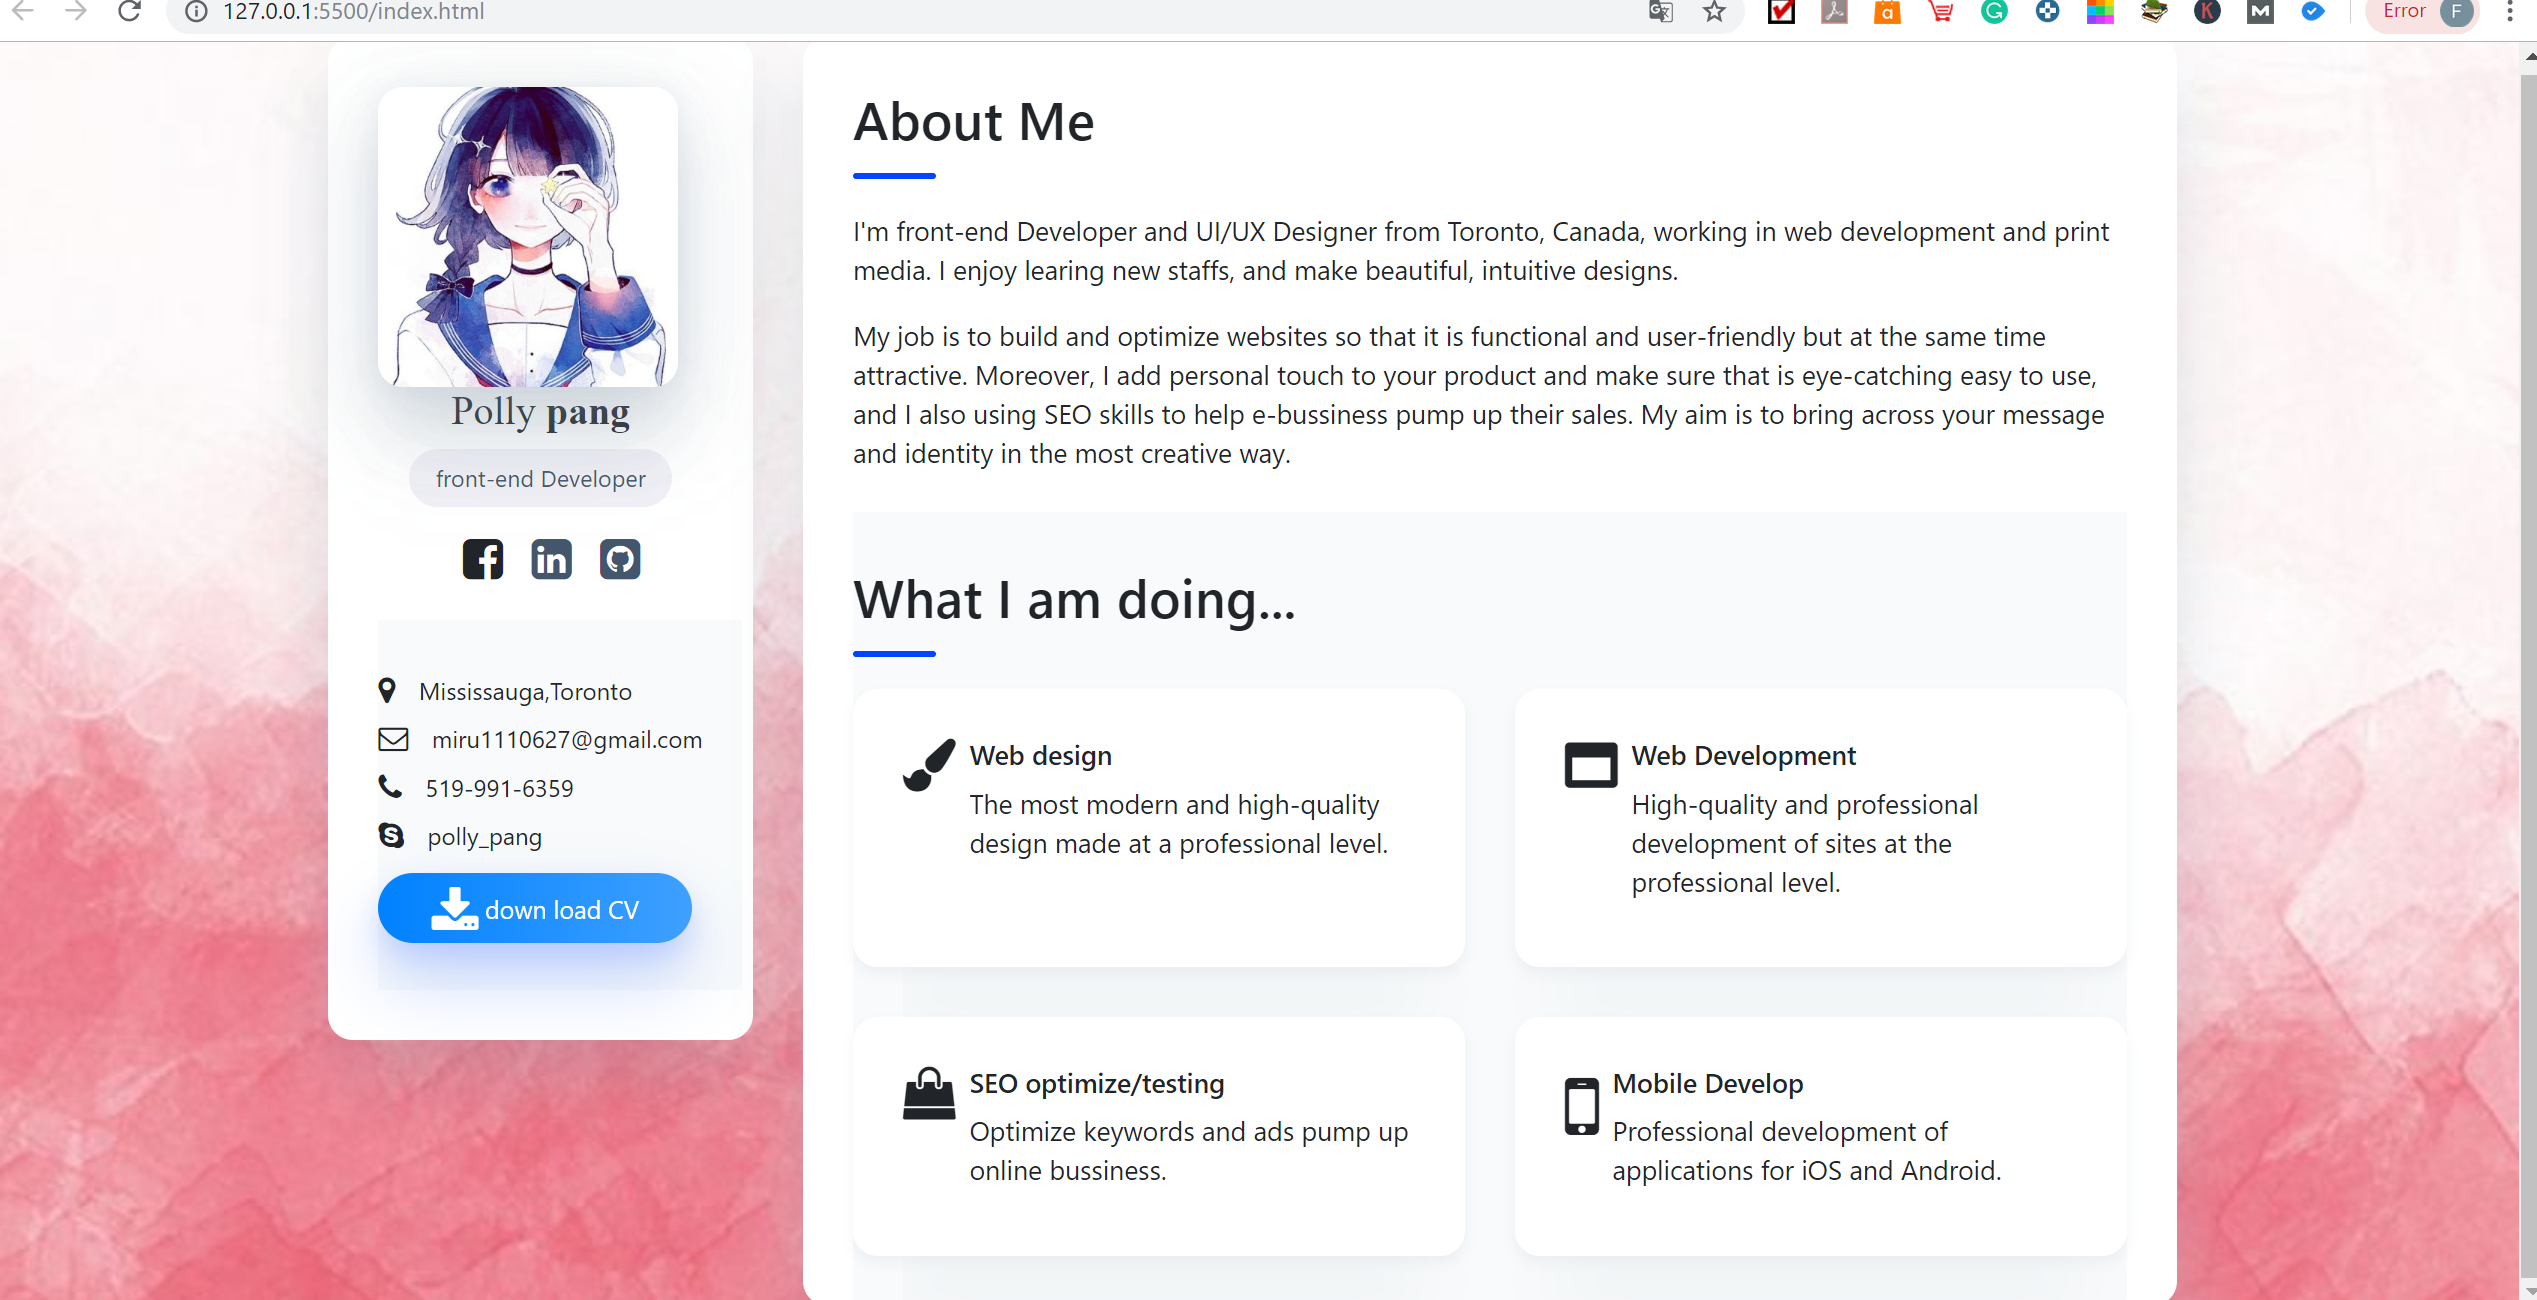 127.0.0.1:5500/index.html
Error F
Polly pang
front-end Developer
Mississauga,Toronto
miru1110627@gmail.com
519-991-6359
polly_pang
down load CV
About Me
I'm front-end Developer and UI/UX Designer from Toronto, Canada, working in web development and print
media. I enjoy learing new staffs, and make beautiful, intuitive designs.
My job is to build and optimize websites so that it is functional and user-friendly but at the same time
attractive. Moreover, I add personal touch to your product and make sure that is eye-catching easy to use,
and I also using SEO skills to help e-bussiness pump up their sales. My aim is to bring across your message
and identity in the most creative way.
What I am doing...
Web design
The most modern and high-quality
design made at a professional level.
Web Development
High-quality and professional
development of sites at the
professional level.
SEO optimize/testing
Optimize keywords and ads pump up
online bussiness.
Mobile Develop
Professional development of
applications for iOS and Android.